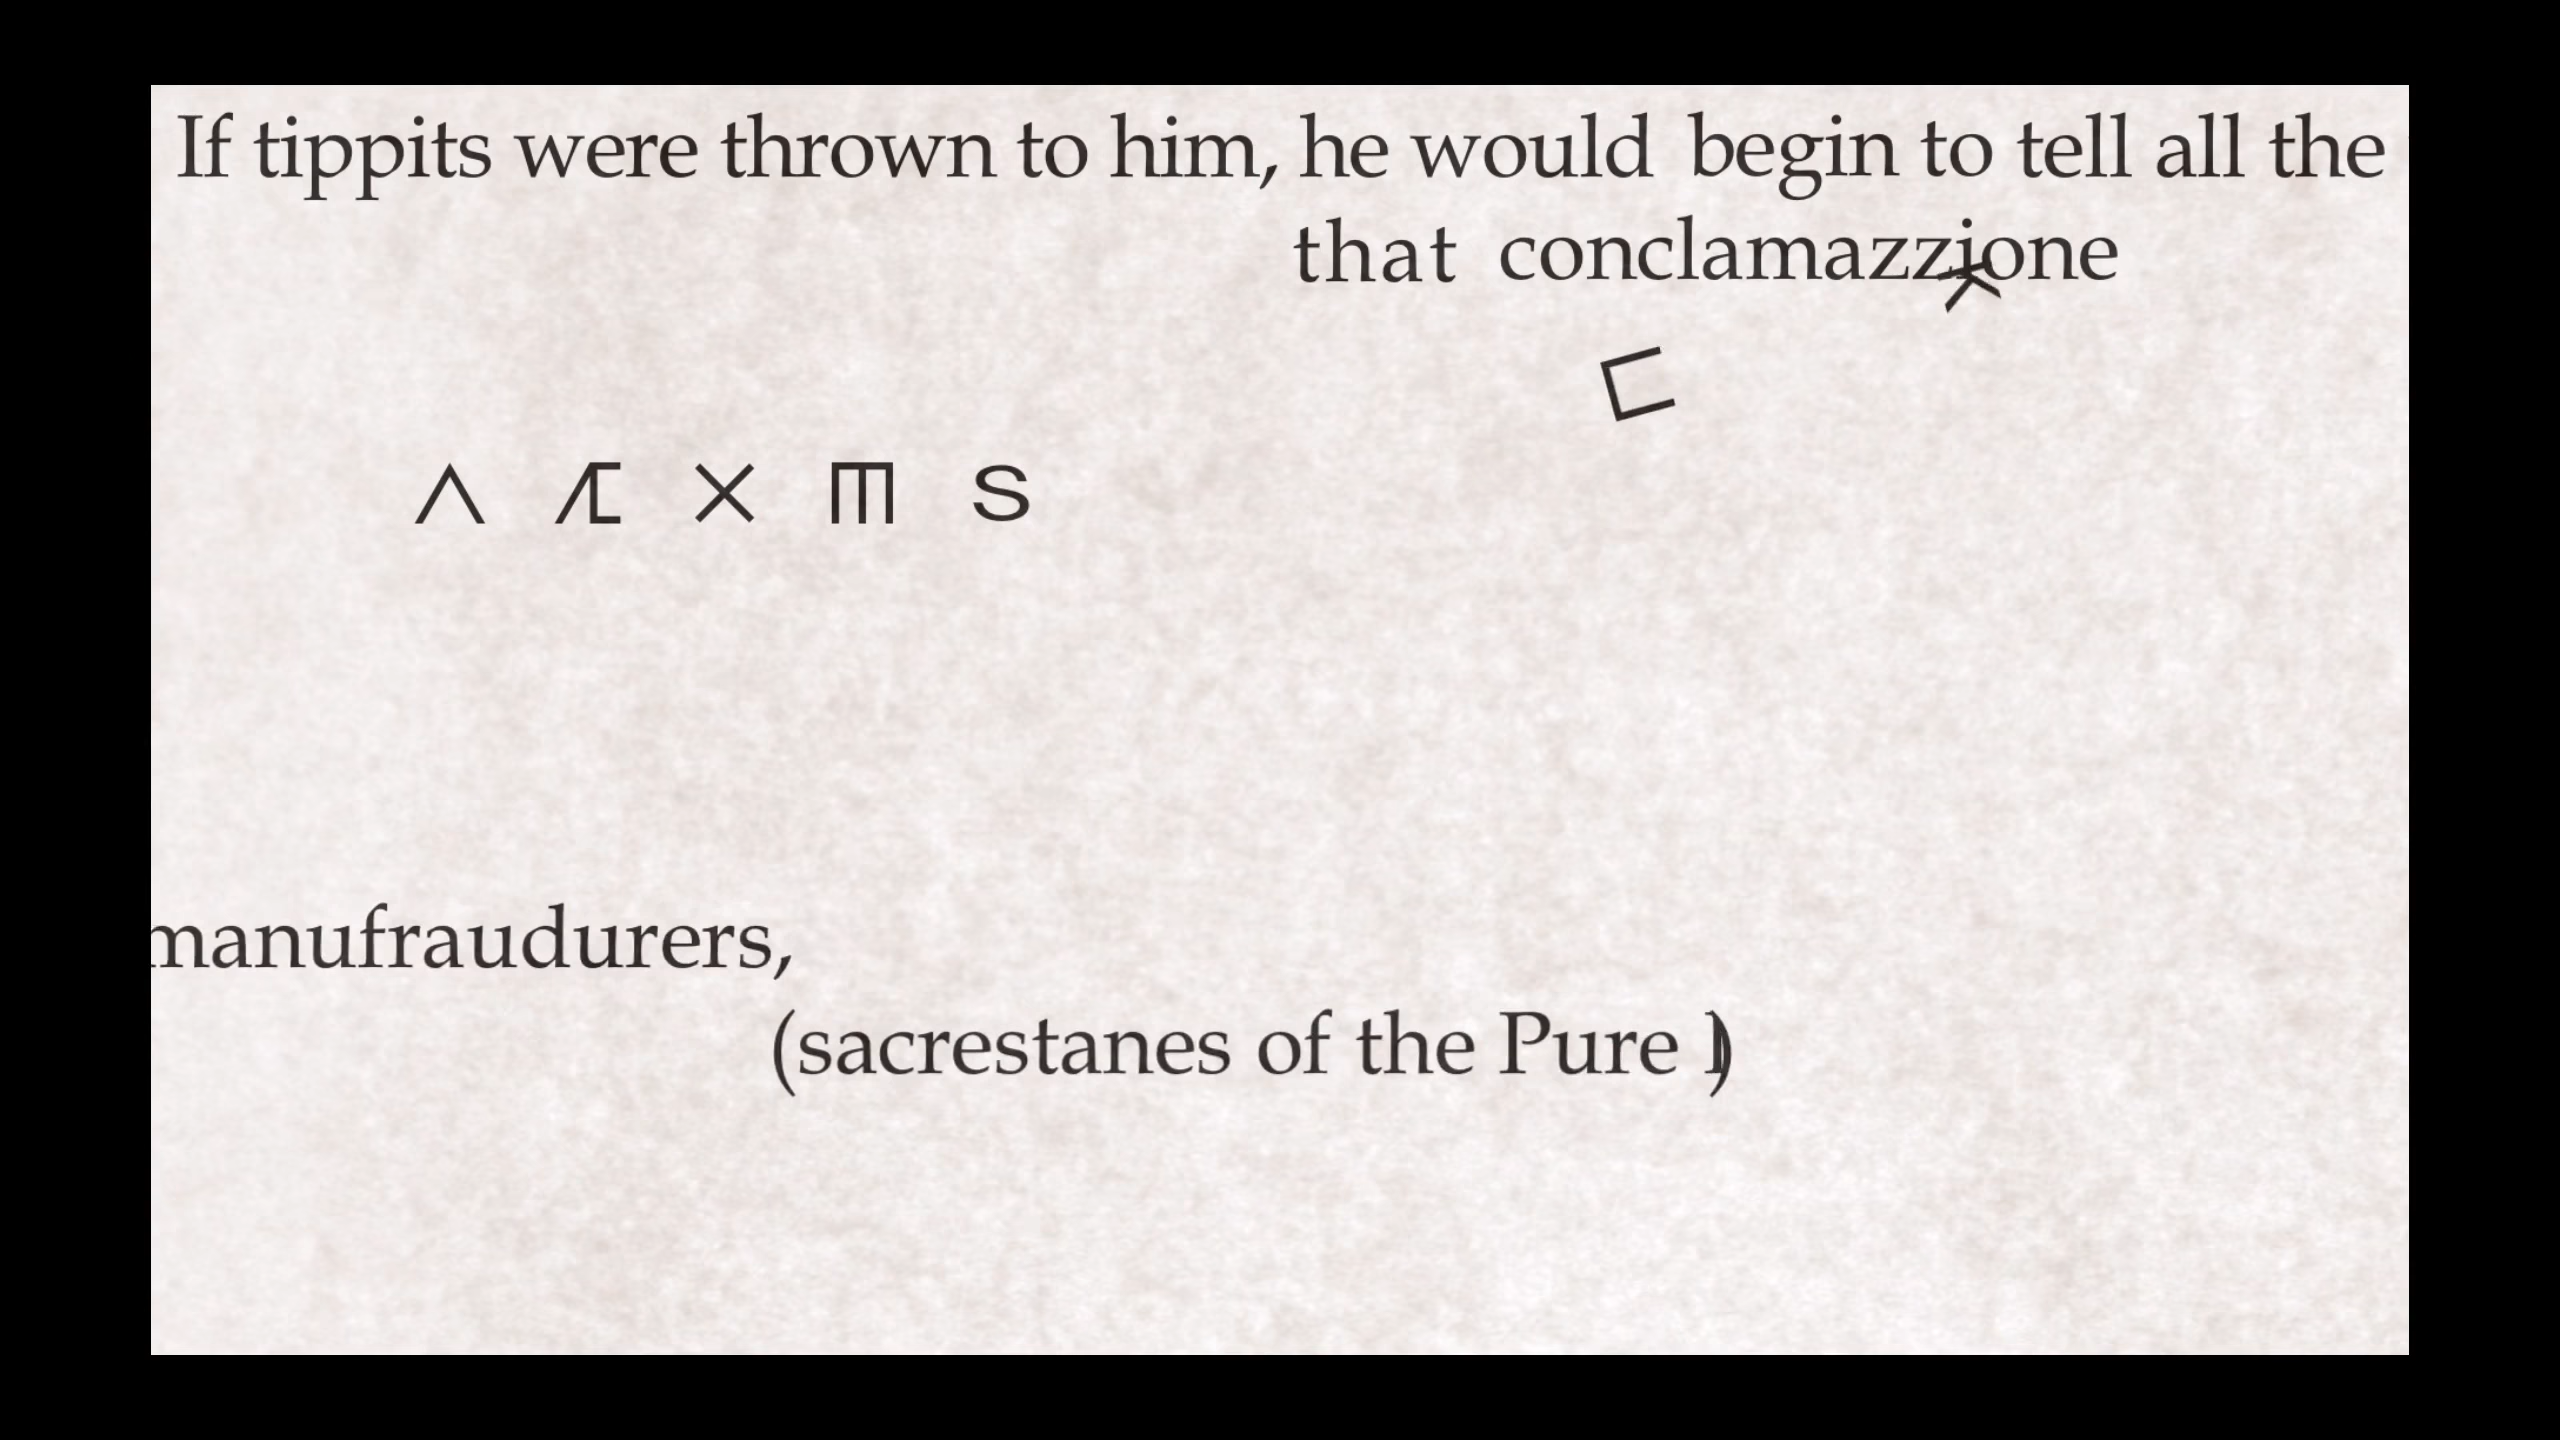 If tippits were thrown to him, he would begin to tell all the
that conclamazzione
manufraudurers,
(sacrestanes of the Pure )